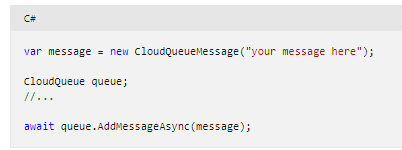 C#
var message = new CloudQueueMessage("your message here");
CloudQueue queue;
//...
await queue.AddMessageAsync(message);